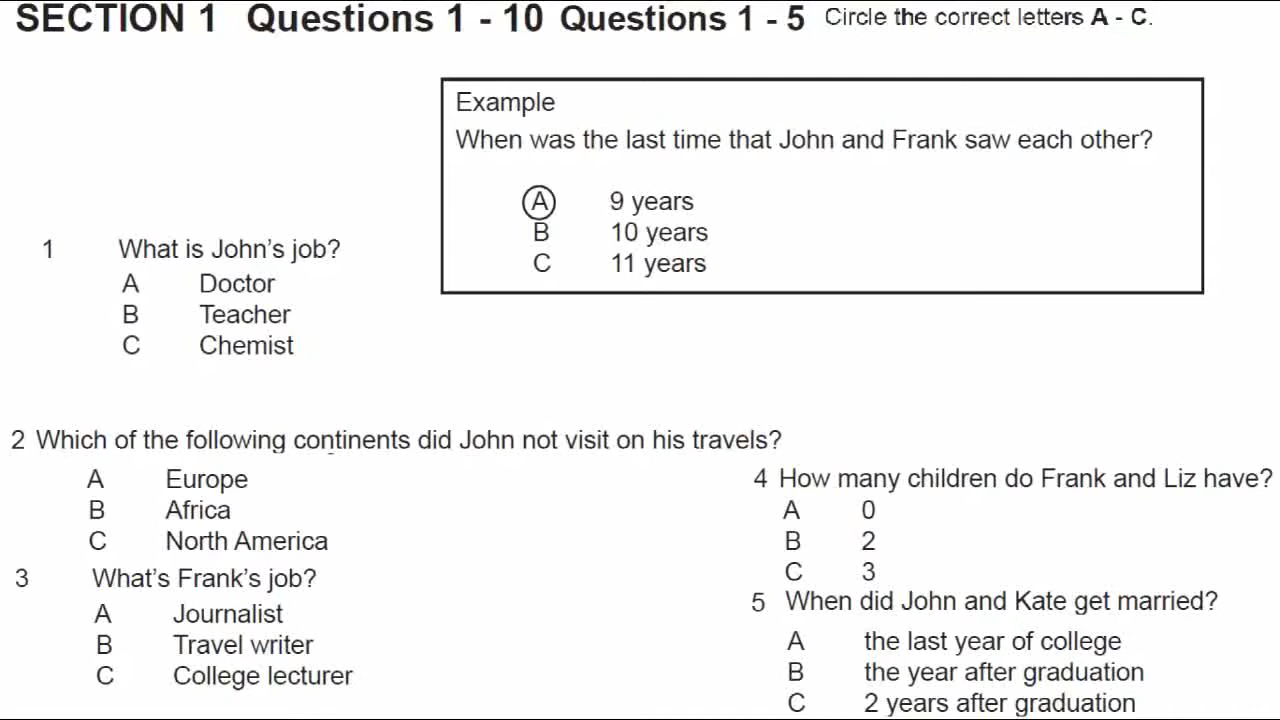 SECTION 1 Questions 1 - 10 Questions 1 - 5 Circle the correct letters A - C.
Example
When was the last time that John and Frank saw each other?
A 9 years
B 10 years
C 11 years
1 What is John's job?
A Doctor
B Teacher
C Chemist
2 Which of the following continents did John not visit on his travels?
A Europe
B Africa
C North America
3 What's Frank's job?
A Journalist
B Travel writer
C College lecturer
4 How many children do Frank and Liz have?
A 0
B 2
C 3
5 When did John and Kate get married?
A the last year of college
B the year after graduation
C 2 years after graduation